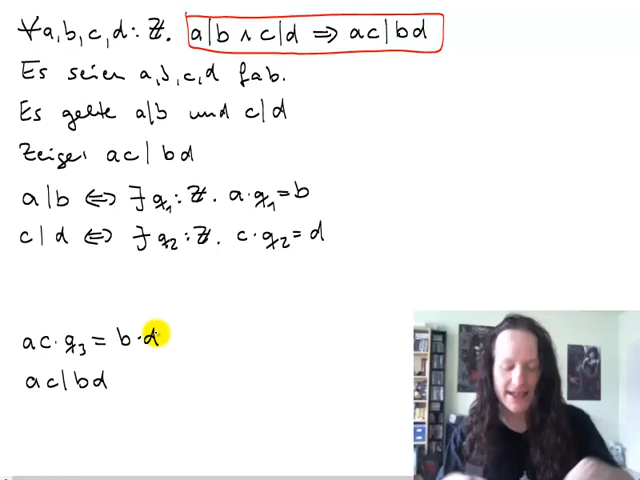 ∀a,b,c,d:ℤ. a|b ∧ c|d ⇒ ac|bd
Es seien a,b,c,d fab.
Es gelte a|b und c|d
Zeige: ac|bd
a|b ⇔ ∃q₁:ℤ. a·q₁=b
c|d ⇔ ∃q₂:ℤ. c·q₂=d
ac·q₃=b·d
ac|bd